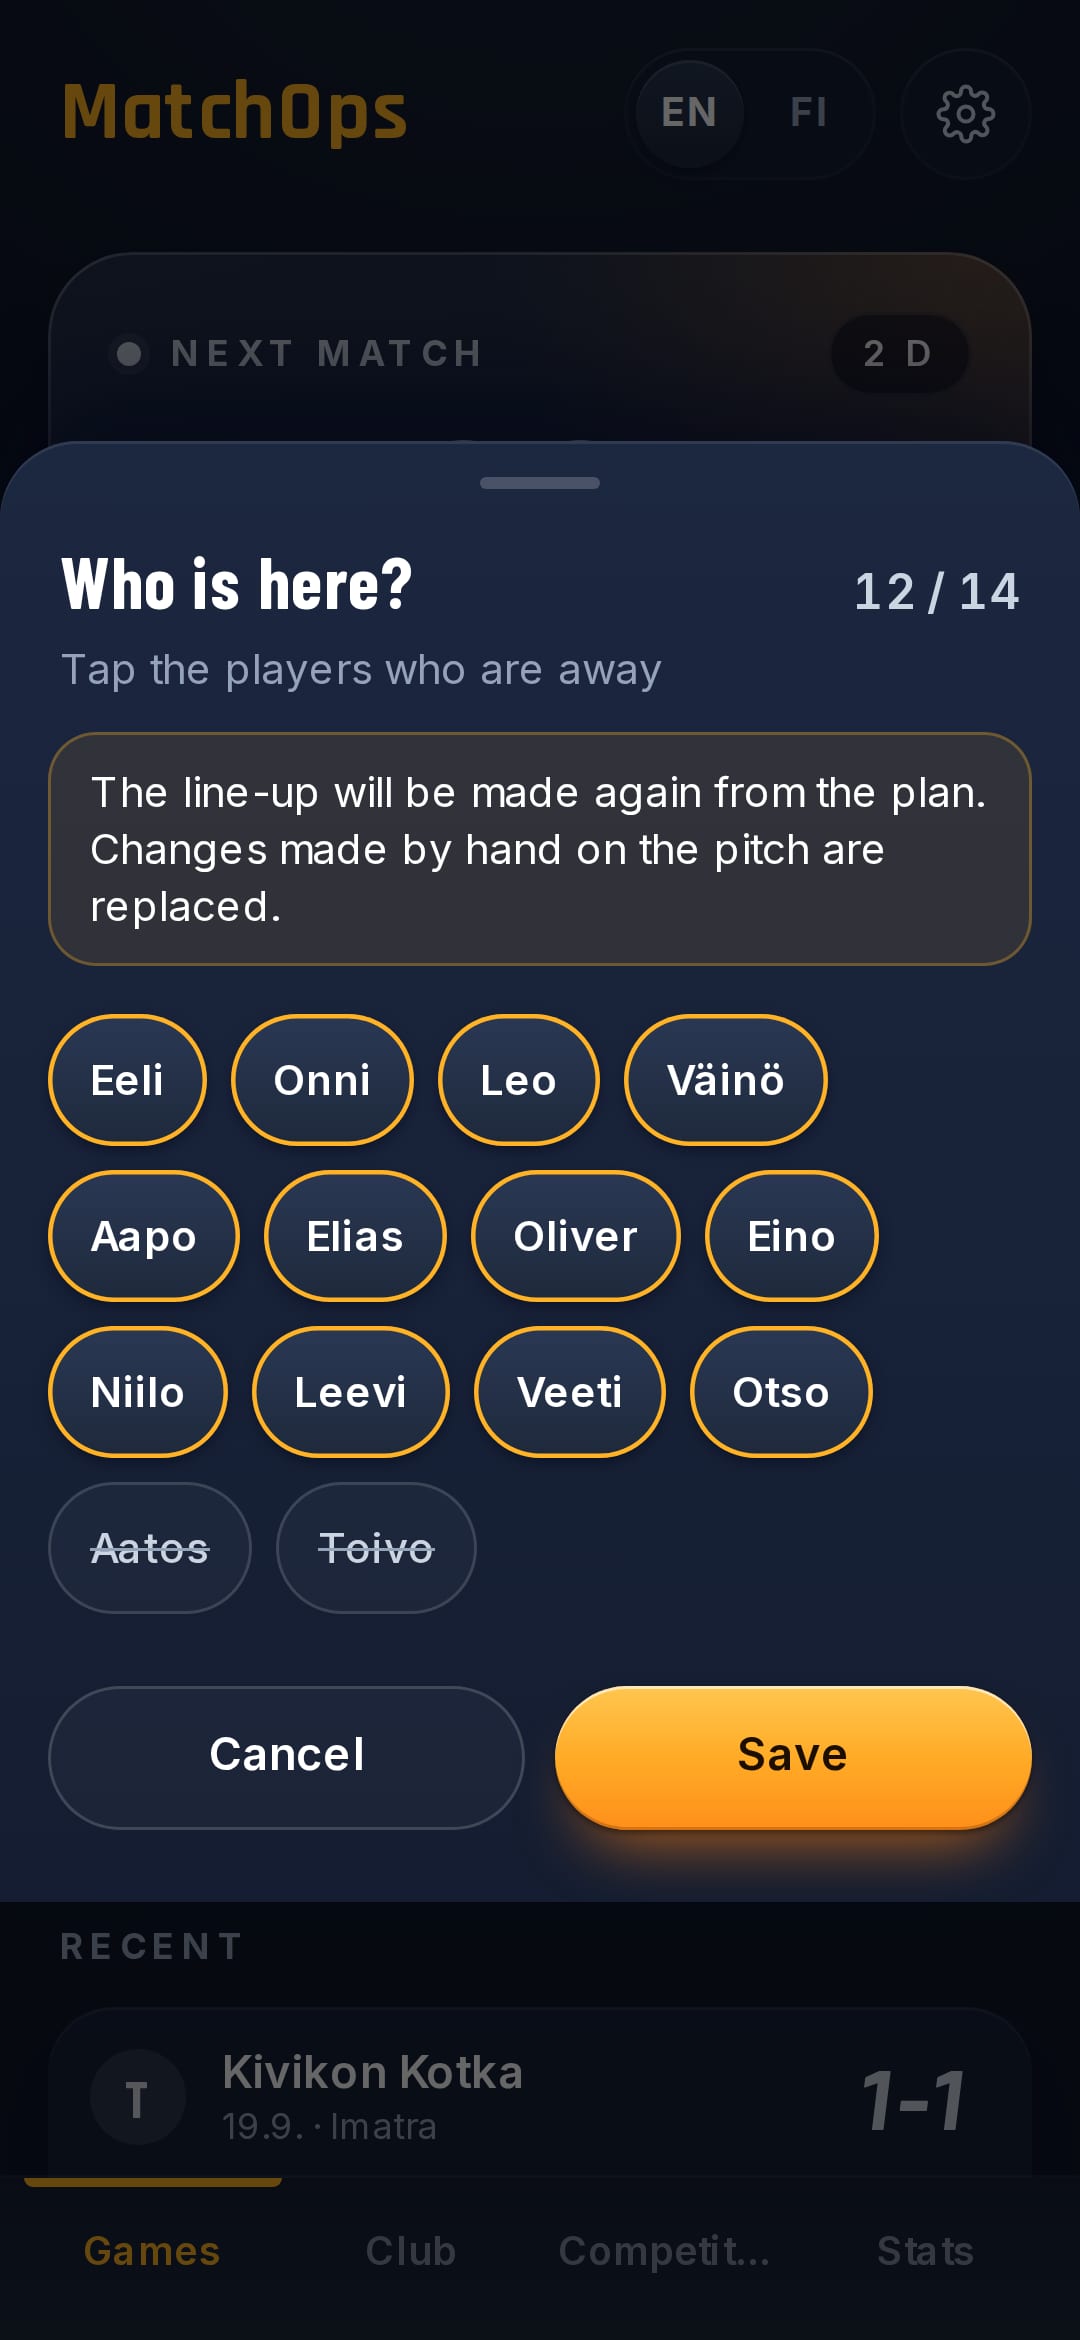 MatchOps
EN FI
NEXT MATCH
2 D
Who is here?
12 / 14
Tap the players who are away
The line-up will be made again from the plan.
Changes made by hand on the pitch are
replaced.
Eeli Onni Leo Väinö
Aapo Elias Oliver Eino
Niilo Leevi Veeti Otso
Aatos Toivo
Cancel Save
RECENT
T
Kivikon Kotka
19.9. · Imatra
1-1
Games Club Competit... Stats